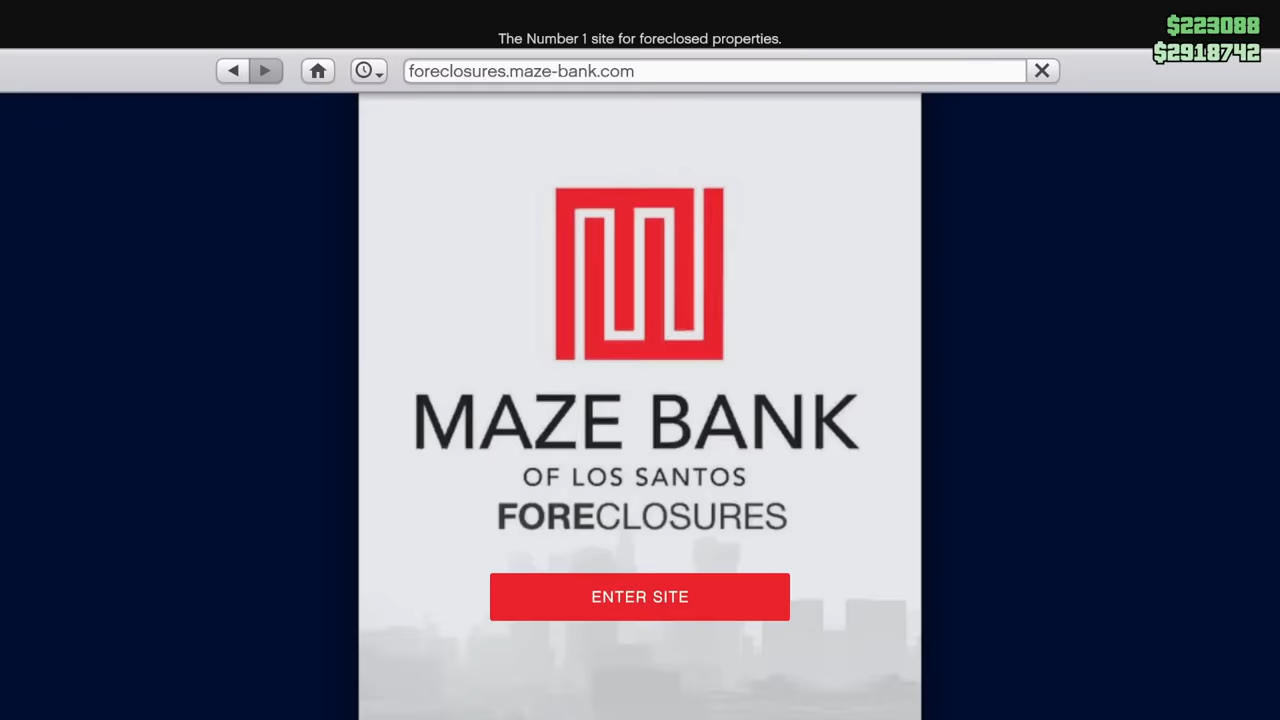 $223088
The Number 1 site for foreclosed properties.
$2918742
foreclosures.maze-bank.com
MAZE BANK
OF LOS SANTOS
FORECLOSURES
ENTER SITE